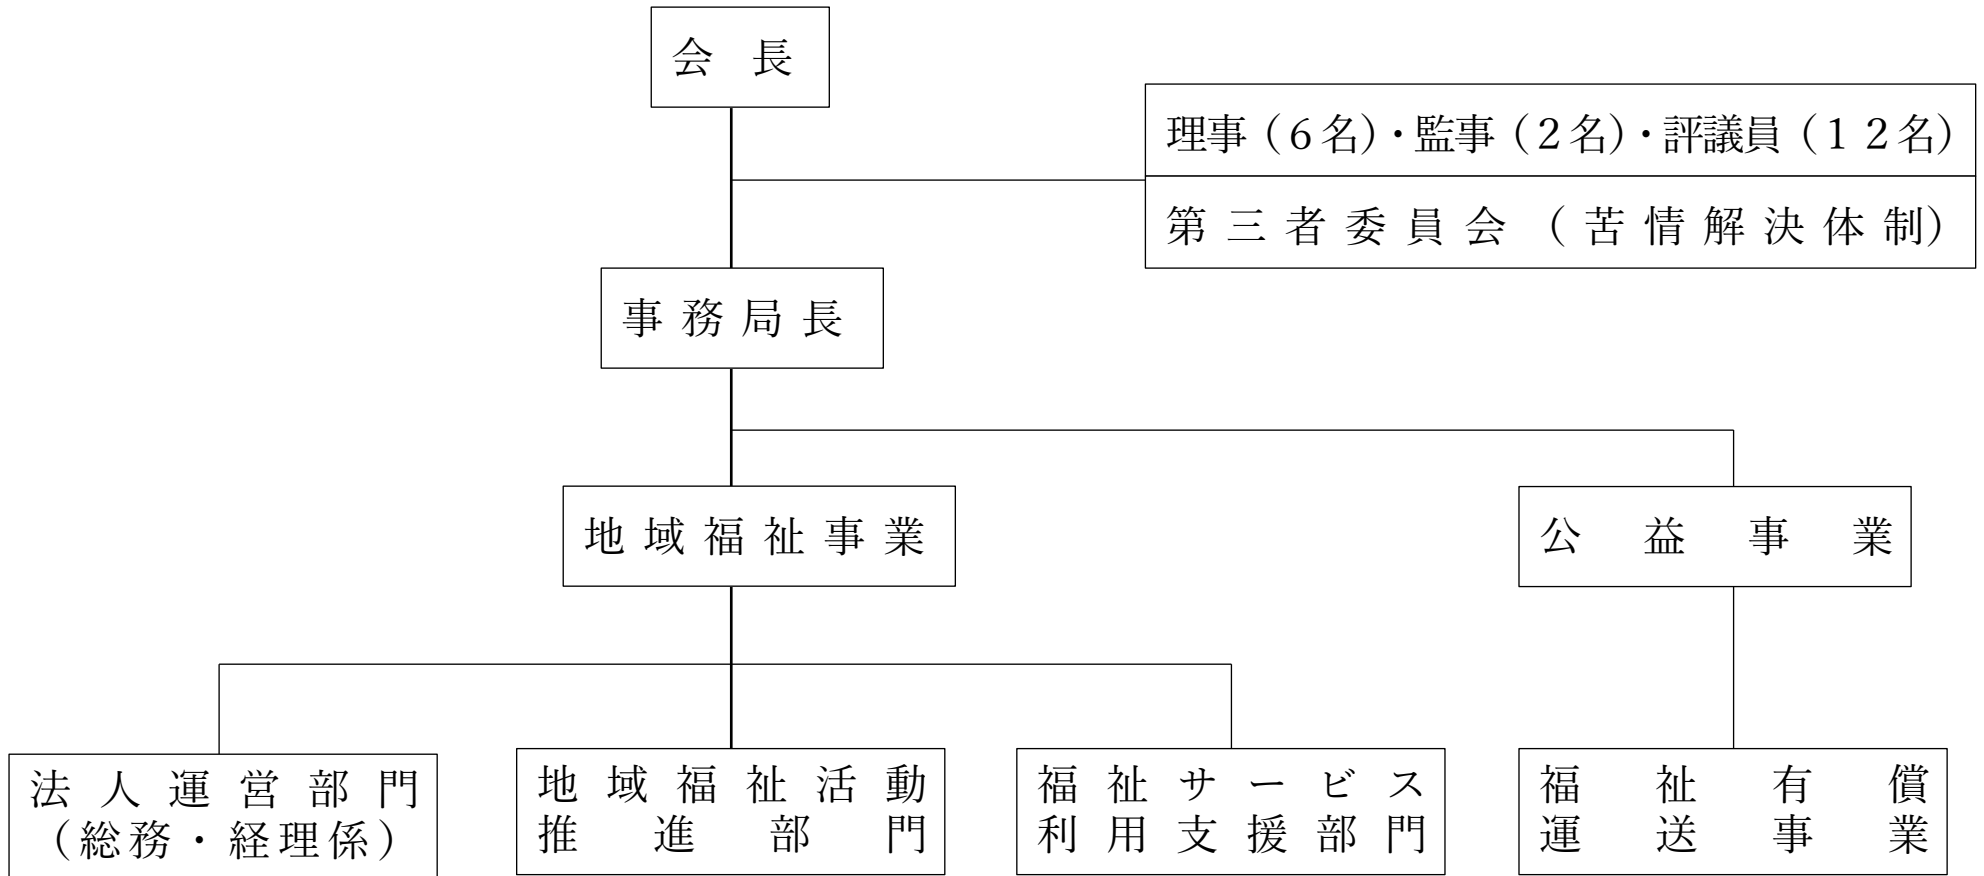 会長
理事（６名）・監事（２名）・評議員（１２名）
第三者委員会（苦情解決体制）
事務局長
地域福祉事業
公益事業
法人運営部門
（総務・経理係）
地域福祉活動
推進部門
福祉サービス
利用支援部門
福祉有償
運送事業